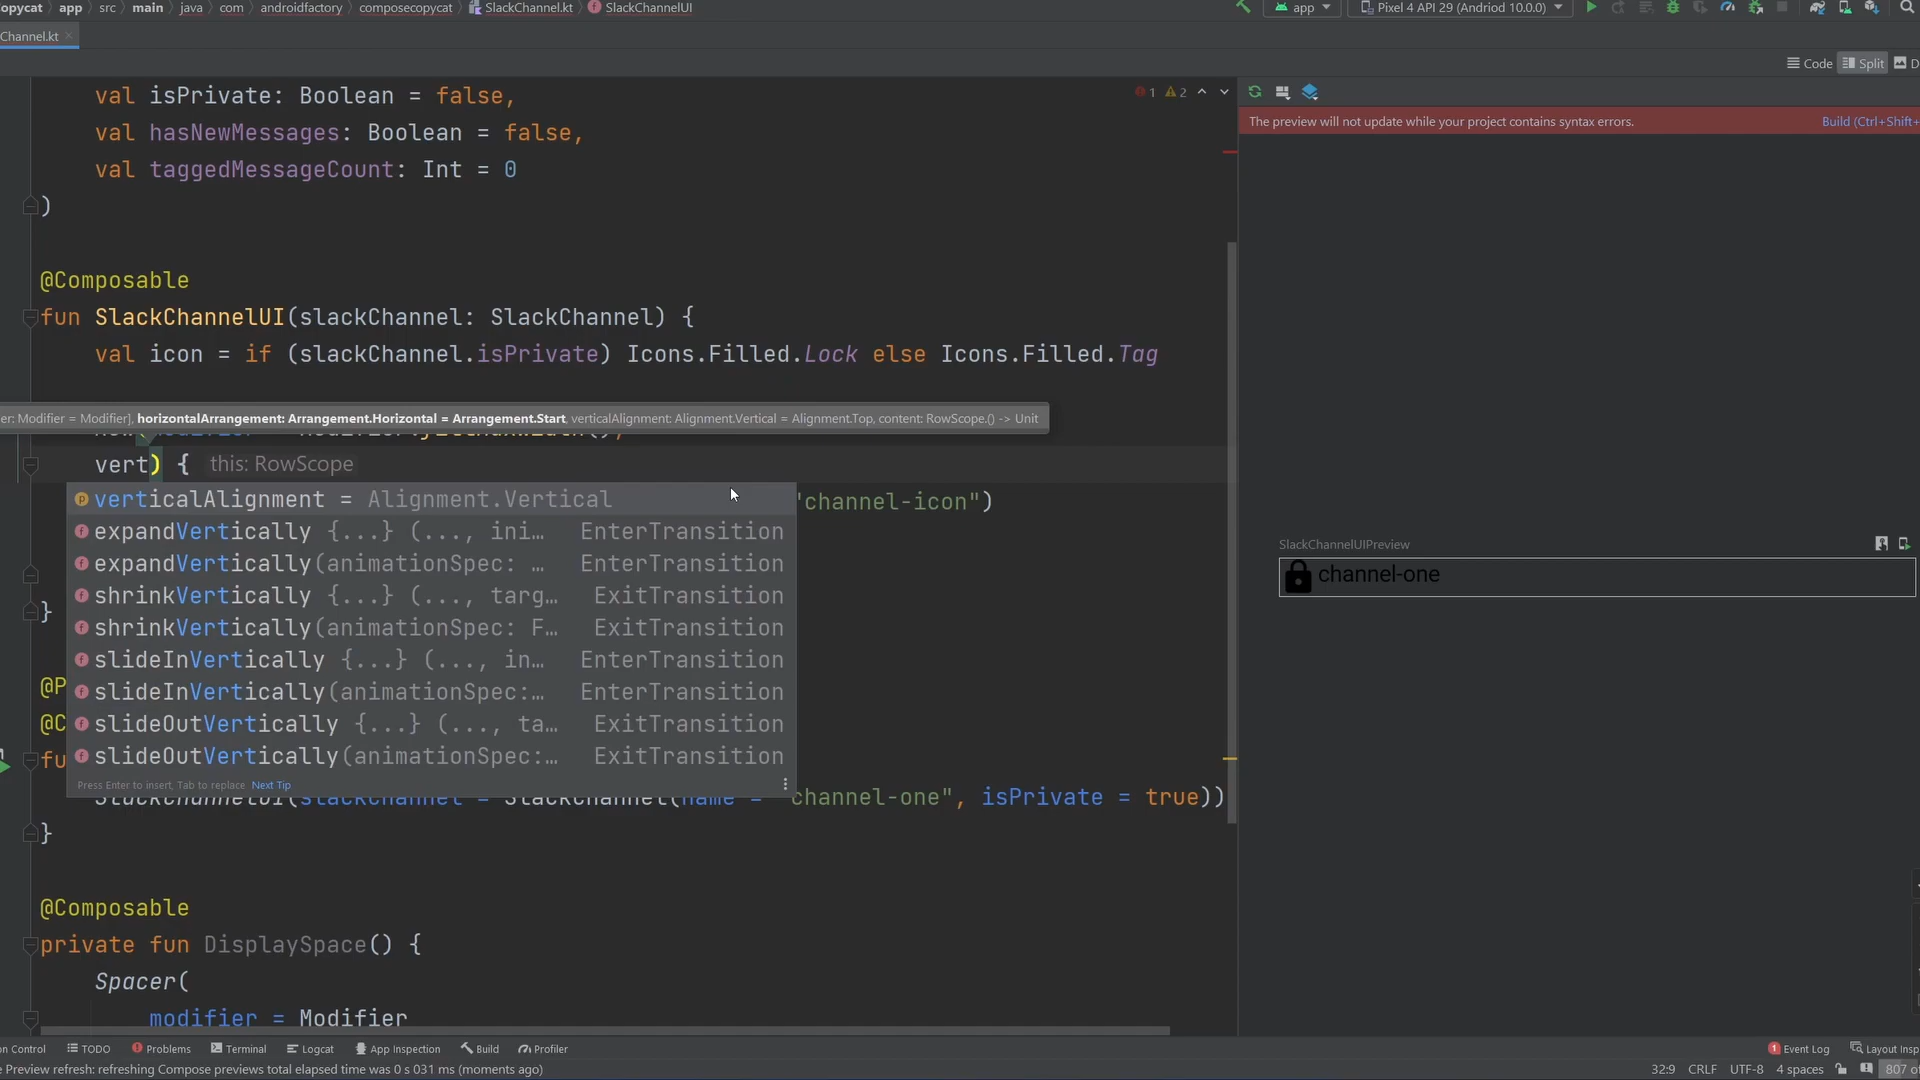 opycat app src main java com androidfactory composecopycat SlackChannel.kt SlackChannelUI
app Pixel 4 API 29 (Andriod 10.0.0)
Channel.kt
Code Split D
val isPrivate: Boolean = false,
1 2
The preview will not update while your project contains syntax errors. Build (Ctrl+Shift+
val hasNewMessages: Boolean = false,
val taggedMessageCount: Int = 0
)
@Composable
fun SlackChannelUI(slackChannel: SlackChannel) {
val icon = if (slackChannel.isPrivate) Icons.Filled.Lock else Icons.Filled.Tag
er: Modifier = Modifier], horizontalArrangement: Arrangement.Horizontal = Arrangement.Start, verticalAlignment: Alignment.Vertical = Alignment.Top, content: RowScope.() -> Unit
vert) { this: RowScope
verticalAlignment = Alignment.Vertical
"channel-icon")
expandVertically {...} (..., ini... EnterTransition
expandVertically(animationSpec: ... EnterTransition
shrinkVertically {...} (..., targ... ExitTransition
shrinkVertically(animationSpec: F... ExitTransition
slideInVertically {...} (..., in... EnterTransition
slideInVertically(animationSpec:... EnterTransition
slideOutVertically {...} (..., ta... ExitTransition
slideOutVertically(animationSpec:... ExitTransition
Press Enter to insert, Tab to replace Next Tip
}
@P
@C
fu
SlackChannelUI(slackChannel = SlackChannel(name = "channel-one", isPrivate = true))
}
SlackChannelUIPreview
channel-one
@Composable
private fun DisplaySpace() {
Spacer(
modifier = Modifier
on Control TODO Problems Terminal Logcat App Inspection Build Profiler
1 Event Log Layout Insp
e Preview refresh: refreshing Compose previews total elapsed time was 0 s 031 ms (moments ago)
32:9 CRLF UTF-8 4 spaces 807 o